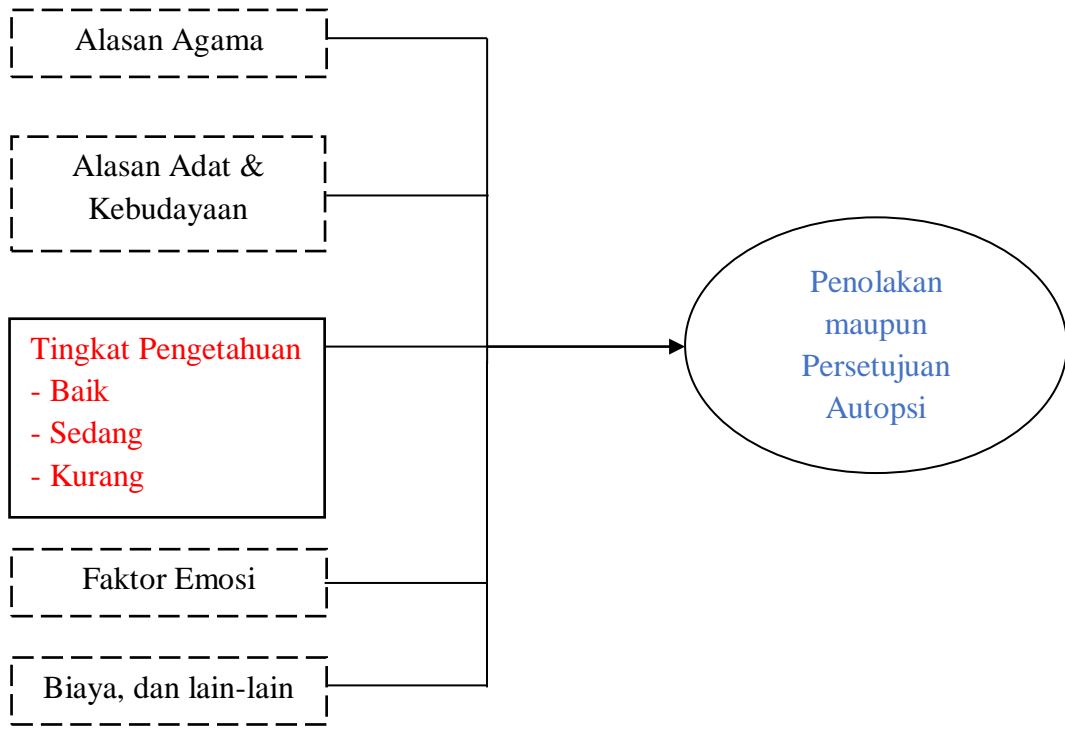 Alasan Agama
Alasan Adat &
Kebudayaan
Tingkat Pengetahuan
- Baik
- Sedang
- Kurang
Faktor Emosi
Biaya, dan lain-lain
Penolakan
maupun
Persetujuan
Autopsi